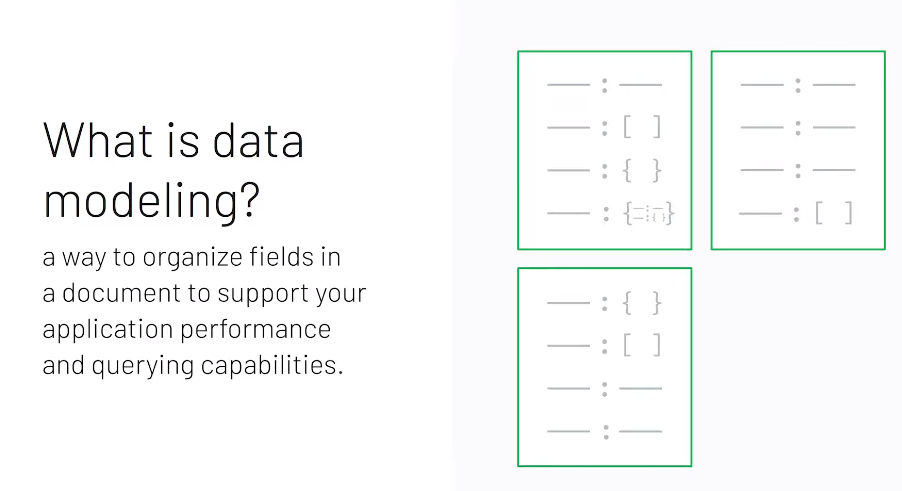 What is data
modeling?
a way to organize fields in
a document to support your
application performance
and querying capabilities.
: 
: [ ]
: { }
: { : { } }
:
:
:
: [ ]
: { }
: [ ]
:
: